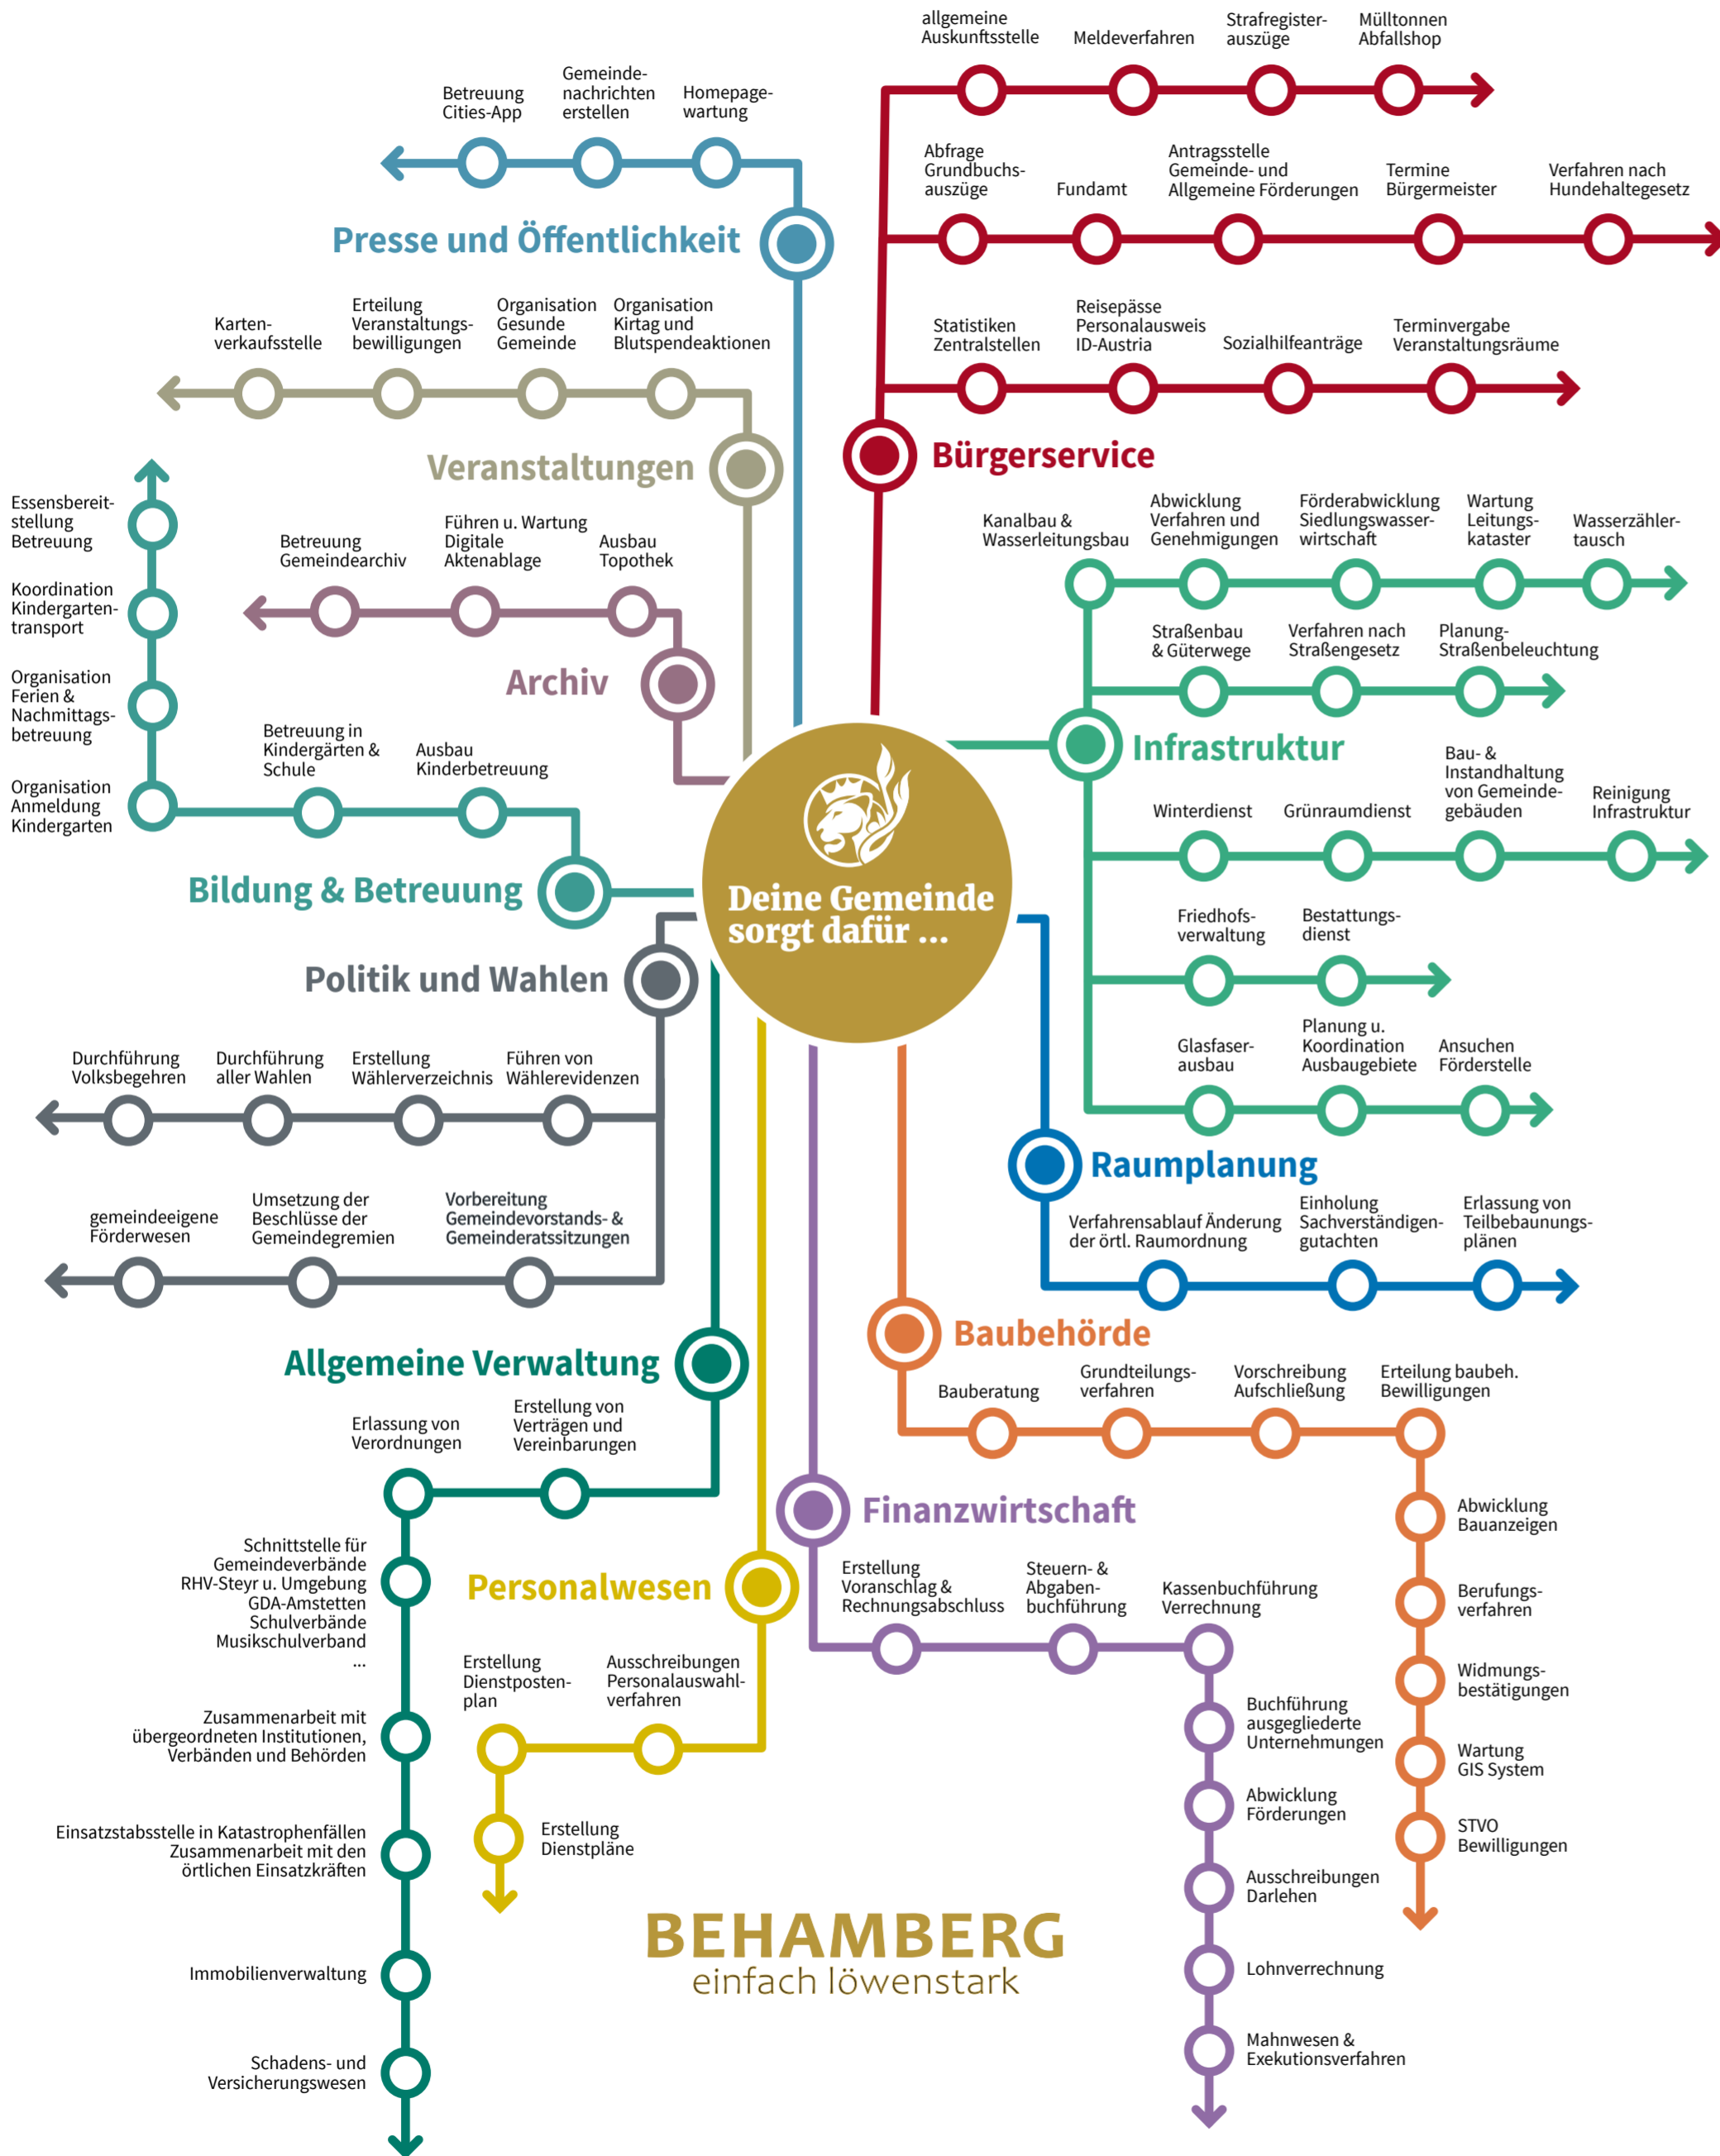 allgemeine
Auskunftsstelle
Meldeverfahren
Strafregister-
auszüge
Mülltonnen
Abfallshop
Betreuung
Cities-App
Gemeinde-
nachrichten
erstellen
Homepage-
wartung
Presse und Öffentlichkeit
Abfrage
Grundbuchs-
auszüge
Fundamt
Antragsstelle
Gemeinde- und
Allgemeine Förderungen
Termine
Bürgermeister
Verfahren nach
Hundehaltegesetz
Statistiken
Zentralstellen
Reisepässe
Personalausweis
ID-Austria
Sozialhilfeanträge
Terminvergabe
Veranstaltungsräume
Bürgerservice
Karten-
verkaufsstelle
Erteilung
Veranstaltungs-
bewilligungen
Organisation
Gesunde
Gemeinde
Organisation
Kirtag und
Blutspendeaktionen
Veranstaltungen
Betreuung
Gemeindearchiv
Führen u. Wartung
Digitale
Aktenablage
Ausbau
Topothek
Archiv
Essensbereit-
stellung
Betreuung
Koordination
Kindergarten-
transport
Organisation
Ferien &
Nachmittags-
betreuung
Organisation
Anmeldung
Kindergarten
Betreuung in
Kindergärten &
Schule
Ausbau
Kinderbetreuung
Bildung & Betreuung
Kanalbau &
Wasserleitungsbau
Abwicklung
Verfahren und
Genehmigungen
Förderabwicklung
Siedlungswasser-
wirtschaft
Wartung
Leitungs-
kataster
Wasserzähler-
tausch
Straßenbau
& Güterwege
Verfahren nach
Straßengesetz
Planung-
Straßenbeleuchtung
Infrastruktur
Winterdienst
Grünraumdienst
Bau- &
Instandhaltung
von Gemeinde-
gebäuden
Reinigung
Infrastruktur
Friedhofs-
verwaltung
Bestattungs-
dienst
Glasfaser-
ausbau
Planung u.
Koordination
Ausbaugebiete
Ansuchen
Förderstelle
Deine Gemeinde
sorgt dafür ...
Politik und Wahlen
Durchführung
Volksbegehren
Durchführung
aller Wahlen
Erstellung
Wählerverzeichnis
Führen von
Wählerevidenzen
gemeindeeigene
Förderwesen
Umsetzung der
Beschlüsse der
Gemeindegremien
Vorbereitung
Gemeindevorstands- &
Gemeinderatssitzungen
Raumplanung
Verfahrensablauf Änderung
der örtl. Raumordnung
Einholung
Sachverständigen-
gutachten
Erlassung von
Teilbebaunungs-
plänen
Baubehörde
Bauberatung
Grundteilungs-
verfahren
Vorschreibung
Aufschließung
Erteilung baubeh.
Bewilligungen
Abwicklung
Bauanzeigen
Berufungs-
verfahren
Widmungs-
bestätigungen
Wartung
GIS System
STVO
Bewilligungen
Allgemeine Verwaltung
Erlassung von
Verordnungen
Erstellung von
Verträgen und
Vereinbarungen
Schnittstelle für
Gemeindeverbände
RHV-Steyr u. Umgebung
GDA-Amstetten
Schulverbände
Musikschulverband
...
Zusammenarbeit mit
übergeordneten Institutionen,
Verbänden und Behörden
Einsatzstabsstelle in Katastrophenfällen
Zusammenarbeit mit den
örtlichen Einsatzkräften
Immobilienverwaltung
Schadens- und
Versicherungswesen
Personalwesen
Erstellung
Dienstposten-
plan
Ausschreibungen
Personalauswahl-
verfahren
Erstellung
Dienstpläne
Finanzwirtschaft
Erstellung
Voranschlag &
Rechnungsabschluss
Steuern- &
Abgaben-
buchführung
Kassenbuchführung
Verrechnung
Buchführung
ausgegliederte
Unternehmungen
Abwicklung
Förderungen
Ausschreibungen
Darlehen
Lohnverrechnung
Mahnwesen &
Exekutionsverfahren
BEHAMBERG
einfach löwenstark